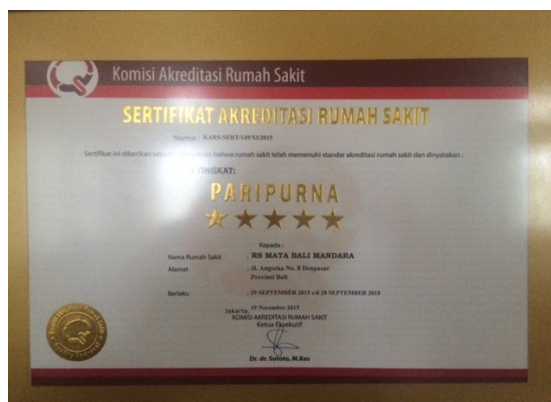 Komisi Akreditasi Rumah Sakit
SERTIFIKAT AKREDITASI RUMAH SAKIT
Nomor : KARS-SERT/149/XI/2015
Sertifikat ini diberikan bahwa rumah sakit telah memenuhi standar akreditasi rumah sakit dan dinyatakan :
TINGKAT:
PARIPURNA
Kepada :
Nama Rumah Sakit : RS MATA BALI MANDARA
Alamat : Jl. Angsoka No. 8 Denpasar
Provinsi Bali
Berlaku : 29 SEPTEMBER 2015 s/d 28 SEPTEMBER 2018
Jakarta, 19 November 2015
KOMISI AKREDITASI RUMAH SAKIT
Ketua Eksekutif
Dr. dr. Sutoto, M.Kes